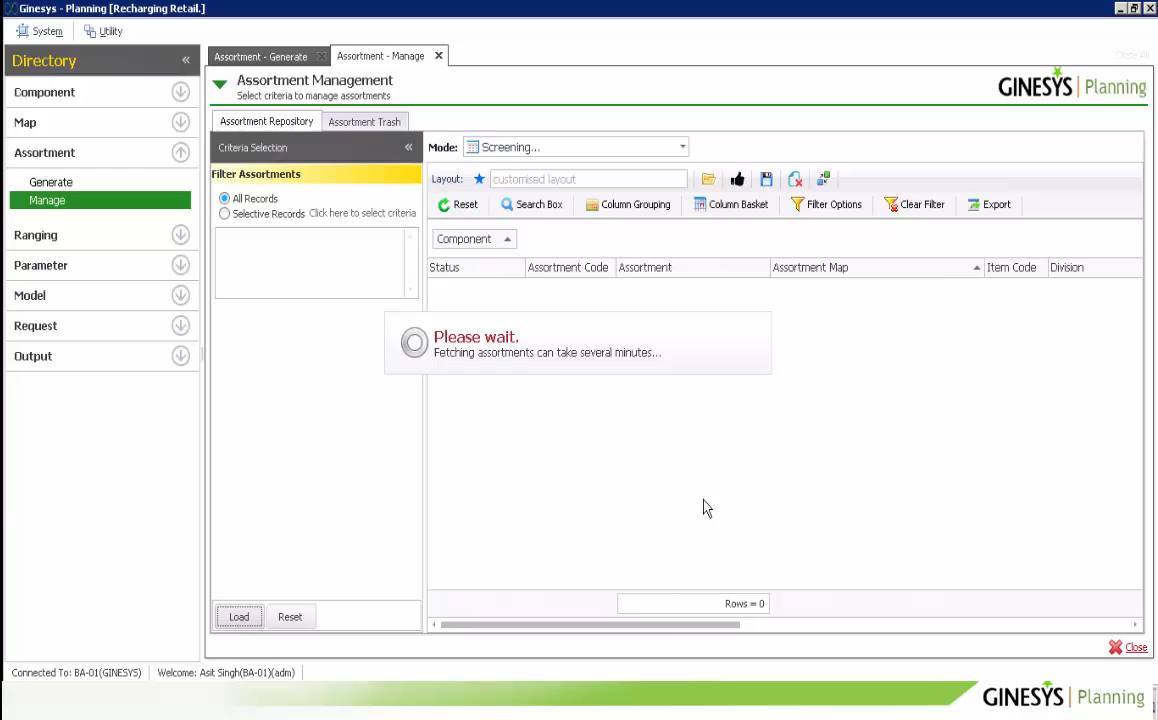 Ginesys - Planning [Recharging Retail.]
System Utility
Directory «
Component
Map
Assortment
Generate
Manage
Ranging
Parameter
Model
Request
Output
Assortment - Generate Assortment - Manage
Close All
Assortment Management
Select criteria to manage assortments
GINESYS | Planning
Assortment Repository Assortment Trash
Criteria Selection «
Filter Assortments
All Records
Selective Records Click here to select criteria
Mode: Screening...
Layout: customised layout
Reset Search Box Column Grouping Column Basket Filter Options Clear Filter Export
Component
Status Assortment Code Assortment Assortment Map Item Code Division
Please wait.
Fetching assortments can take several minutes...
Rows = 0
Load Reset
Close
Connected To: BA-01(GINESYS) Welcome: Asit Singh(BA-01)(adm)
GINESYS | Planning